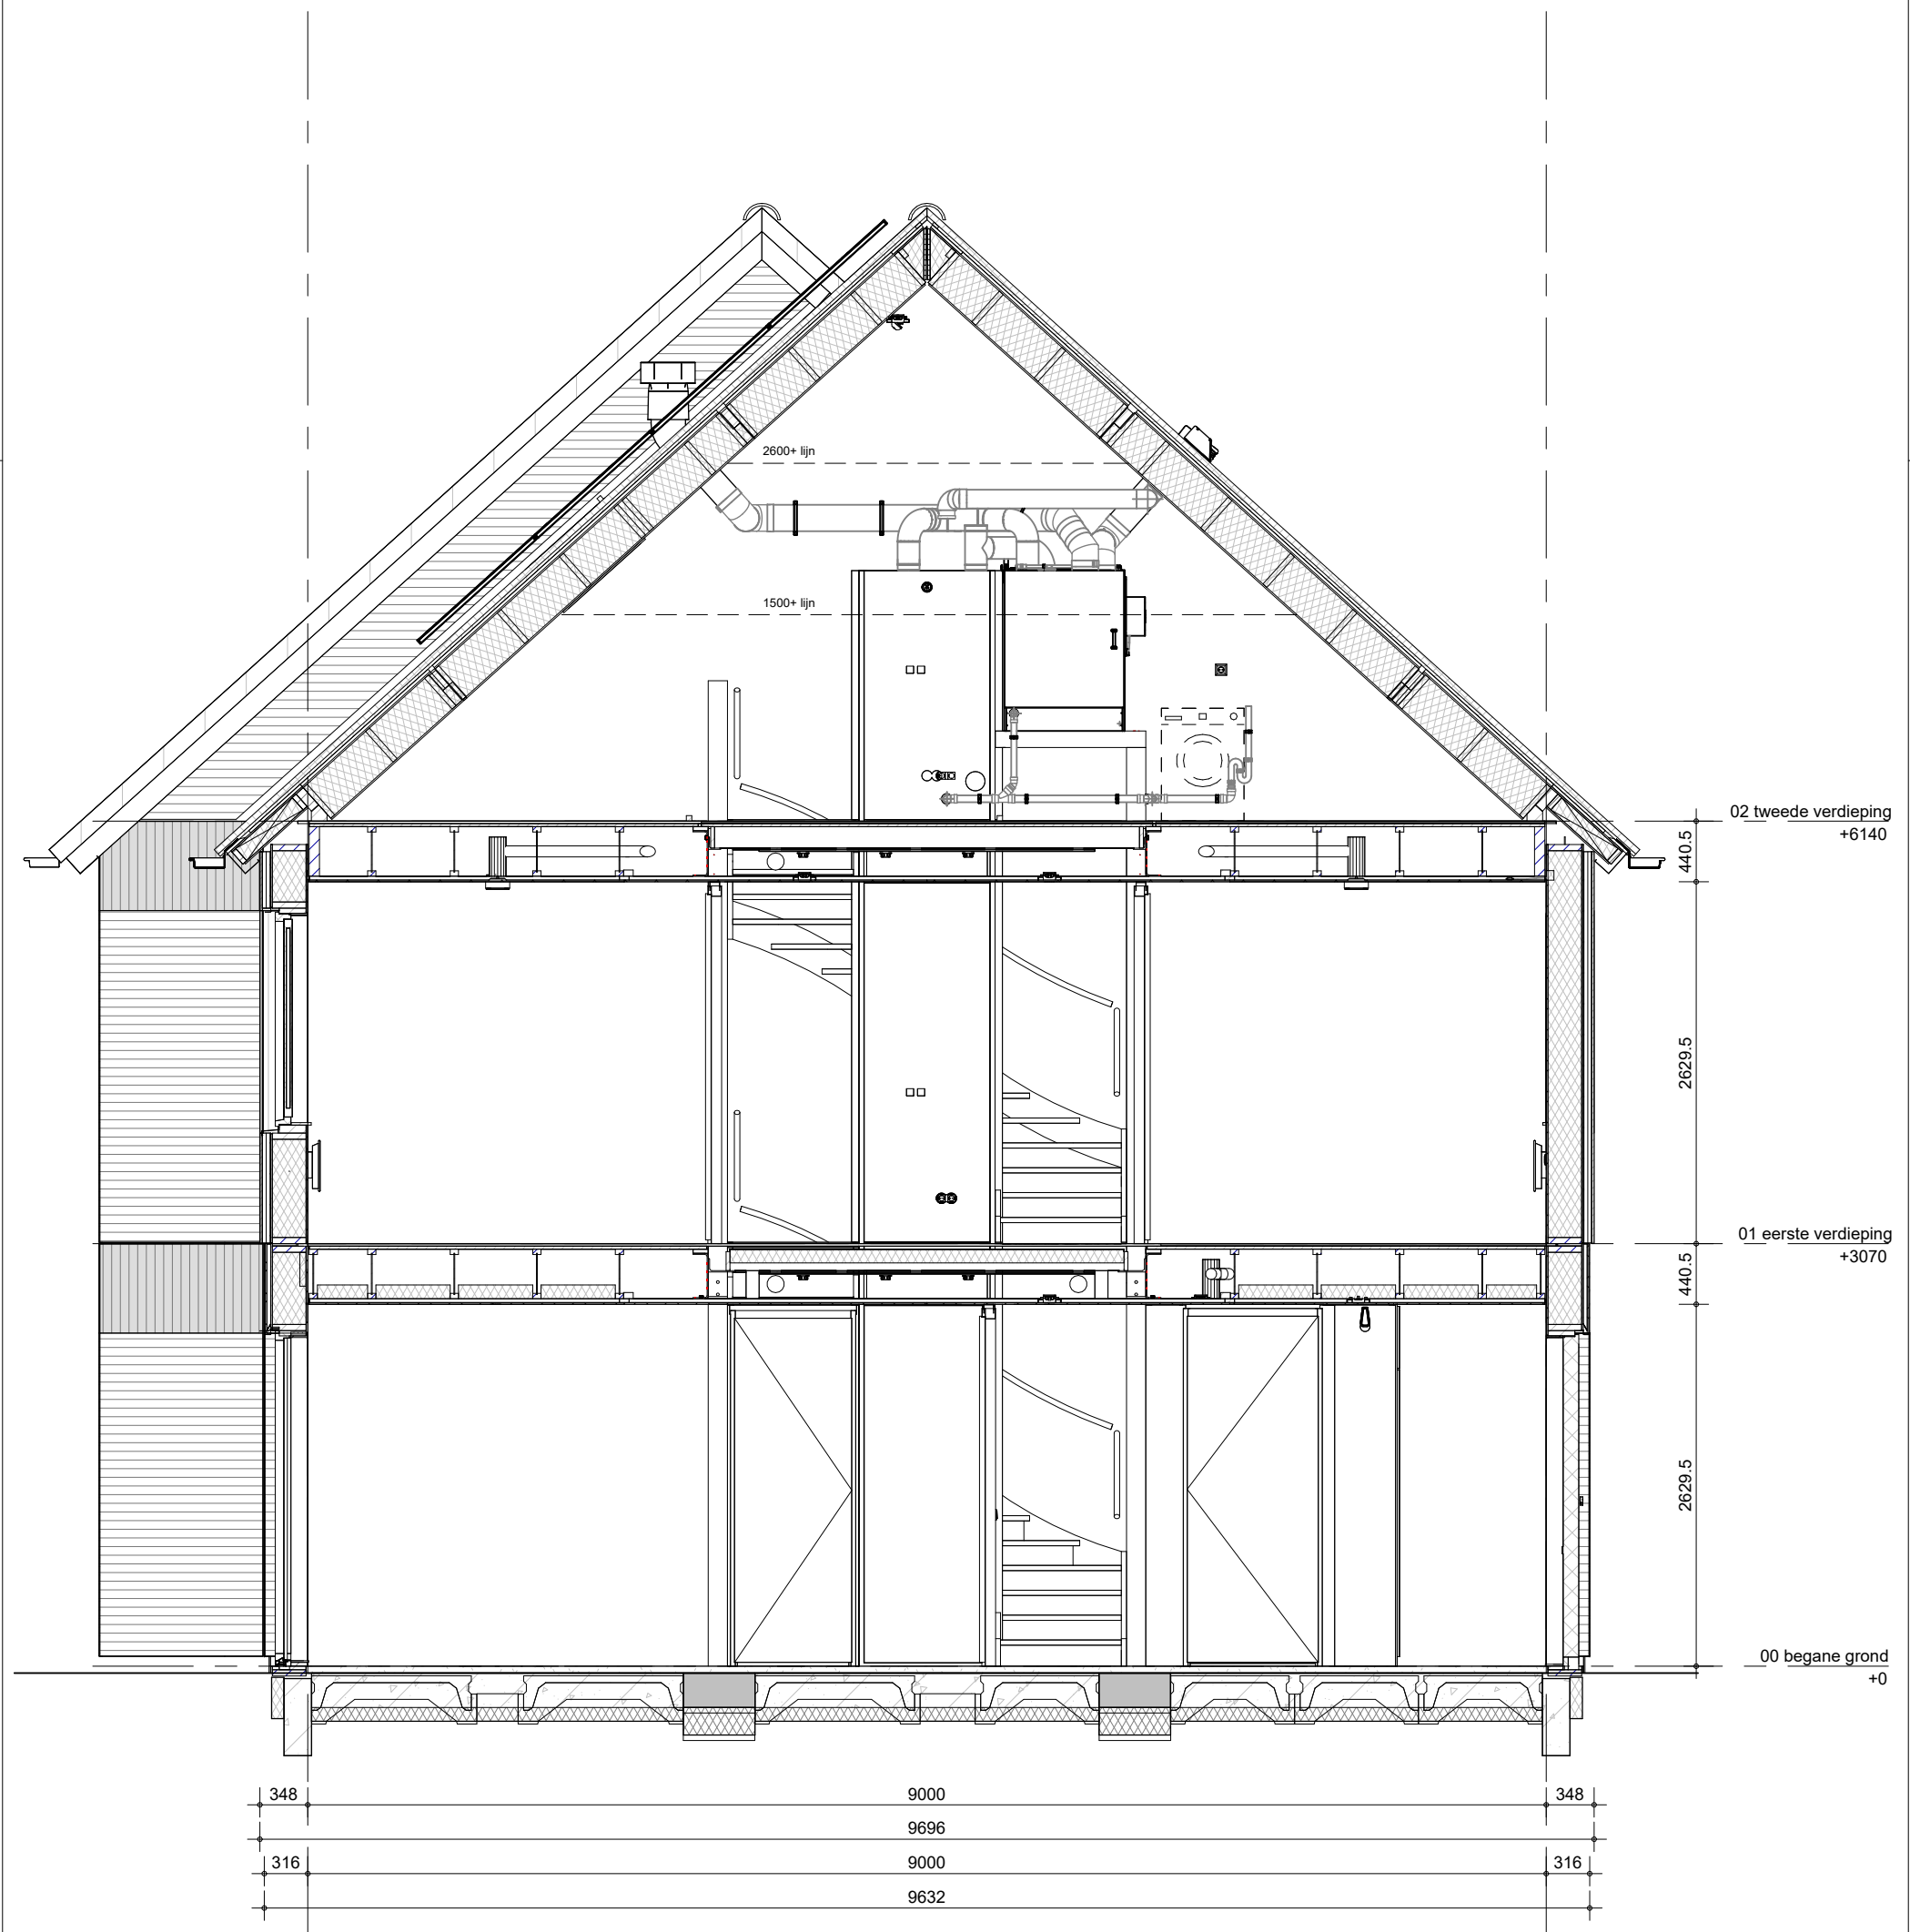 2600+ lijn
1500+ lijn
02 tweede verdieping
+6140
440.5
2629.5
01 eerste verdieping
+3070
440.5
2629.5
00 begane grond
+0
348 9000 348
9696
316 9000 316
9632